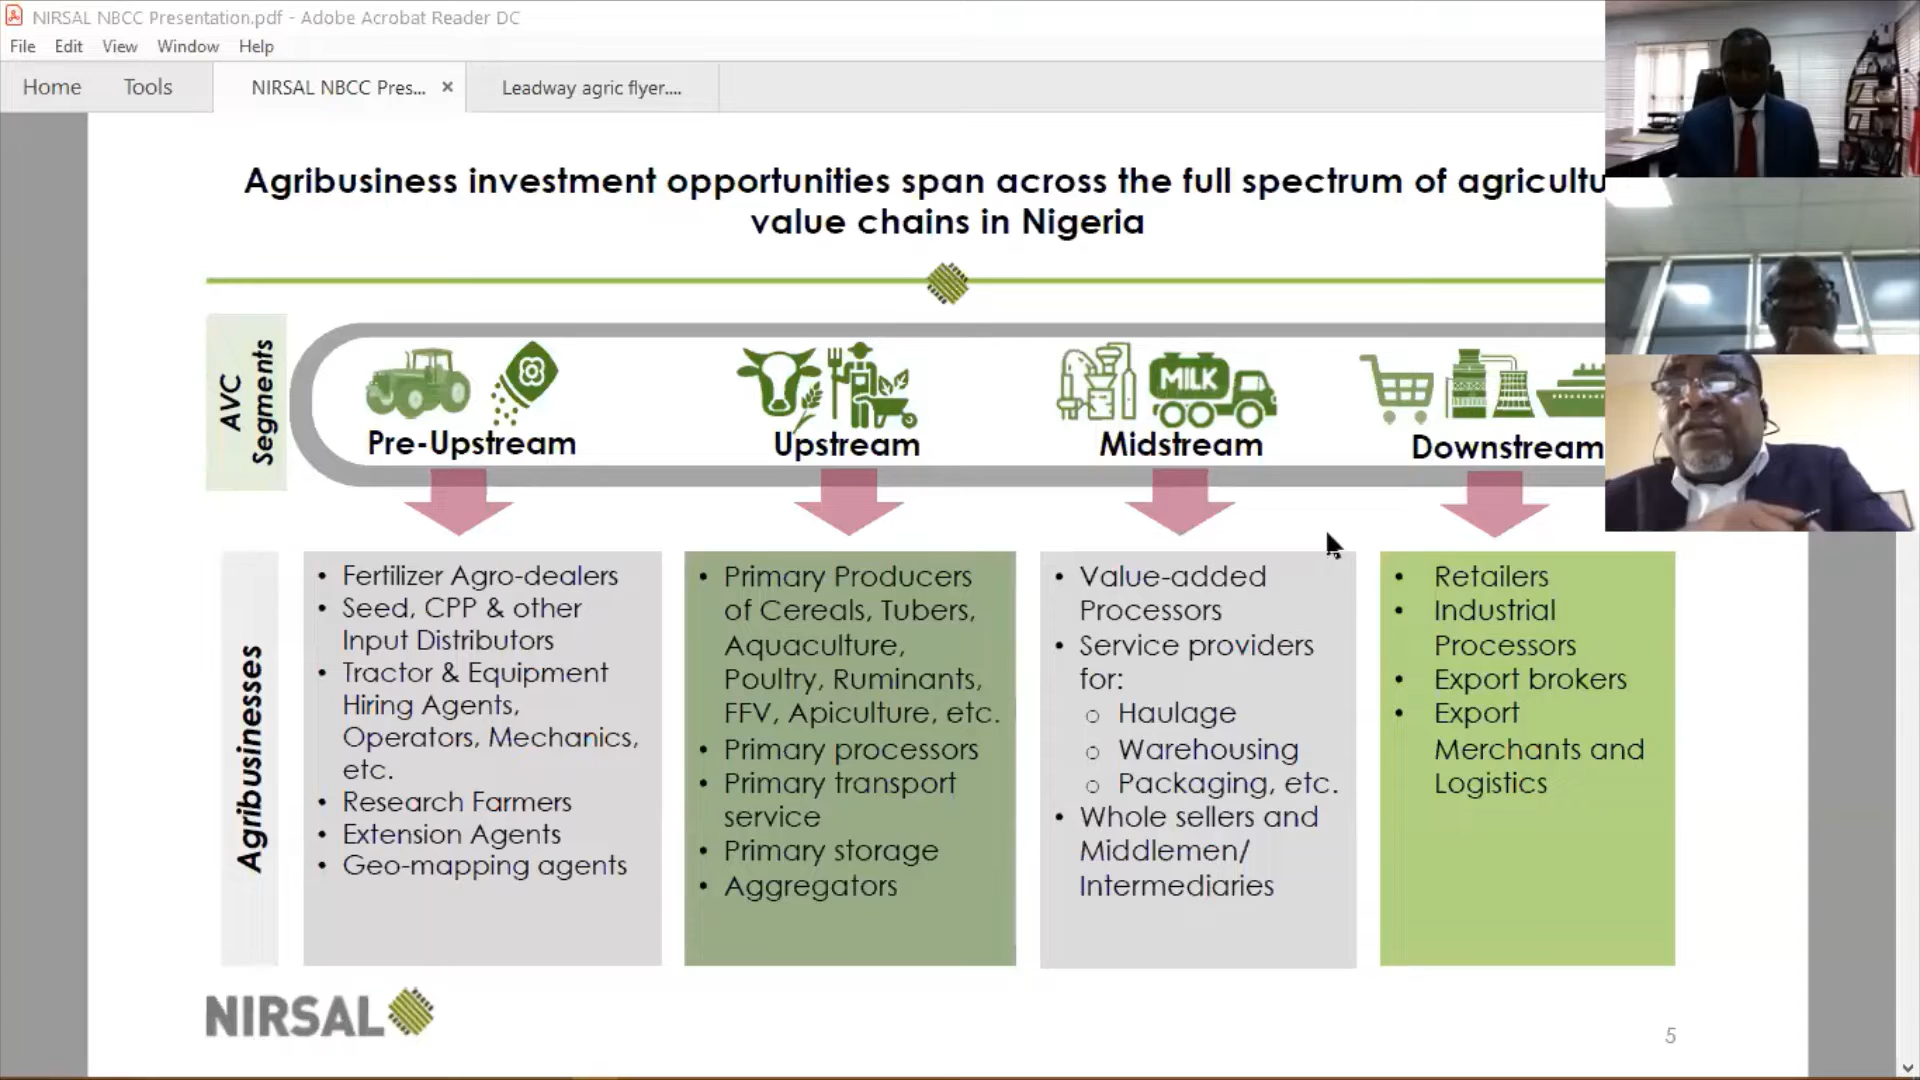 NIRSAL NBCC Presentation.pdf - Adobe Acrobat Reader DC
File Edit View Window Help
Home Tools NIRSAL NBCC Pres... × Leadway agric flyer....
Agribusiness investment opportunities span across the full spectrum of agricultu
value chains in Nigeria
AVC
Segments
MILK
Pre-Upstream Upstream Midstream Downstream
Agribusinesses
• Fertilizer Agro-dealers
• Seed, CPP & other
Input Distributors
• Tractor & Equipment
Hiring Agents,
Operators, Mechanics,
etc.
• Research Farmers
• Extension Agents
• Geo-mapping agents
• Primary Producers
of Cereals, Tubers,
Aquaculture,
Poultry, Ruminants,
FFV, Apiculture, etc.
• Primary processors
• Primary transport
service
• Primary storage
• Aggregators
• Value-added
Processors
• Service providers
for:
o Haulage
o Warehousing
o Packaging, etc.
• Whole sellers and
Middlemen/
Intermediaries
• Retailers
• Industrial
Processors
• Export brokers
• Export
Merchants and
Logistics
NIRSAL
5